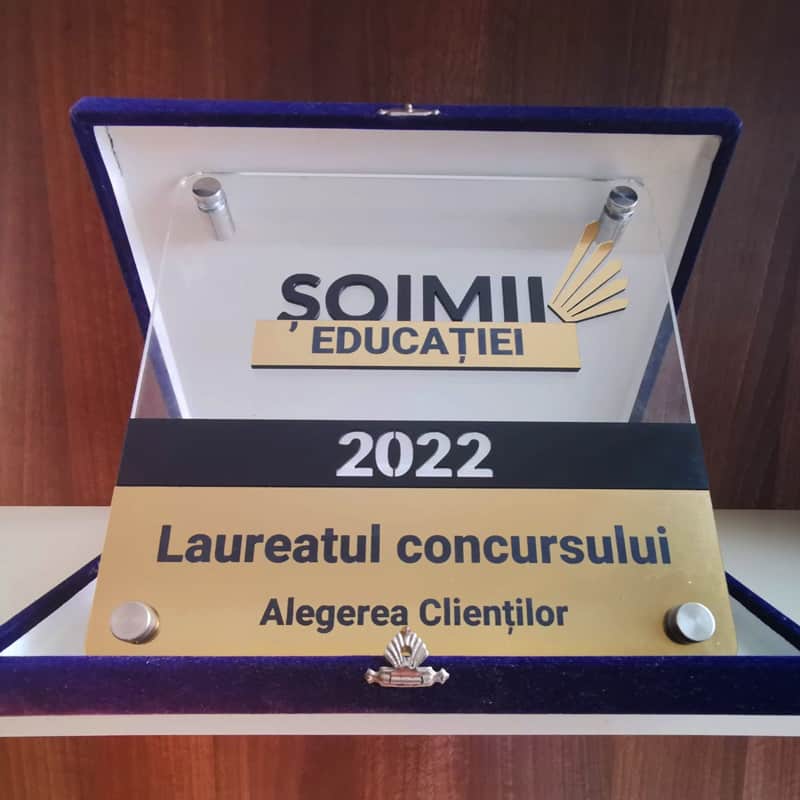 ȘOIMII
EDUCAȚIEI
2022
Laureatul concursului
Alegerea Clienților